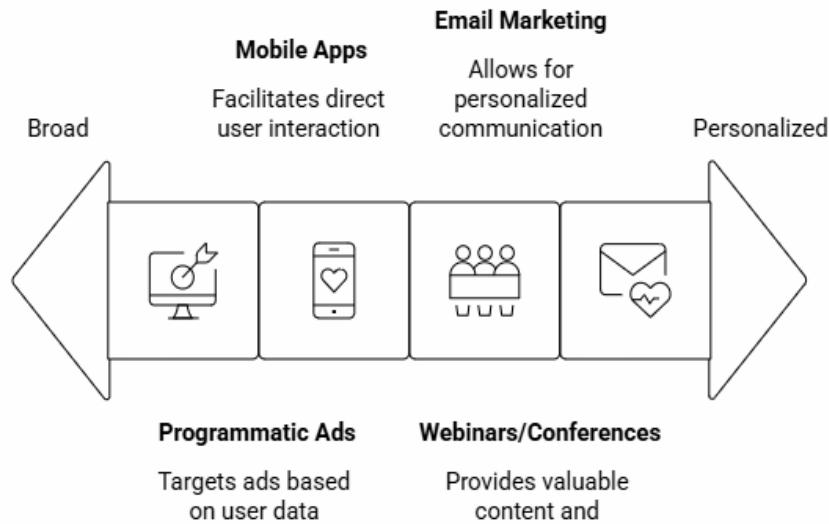 Email Marketing
Mobile Apps
Allows for
personalized
communication
Facilitates direct
user interaction
Broad
Personalized
Programmatic Ads
Webinars/Conferences
Targets ads based
on user data
Provides valuable
content and